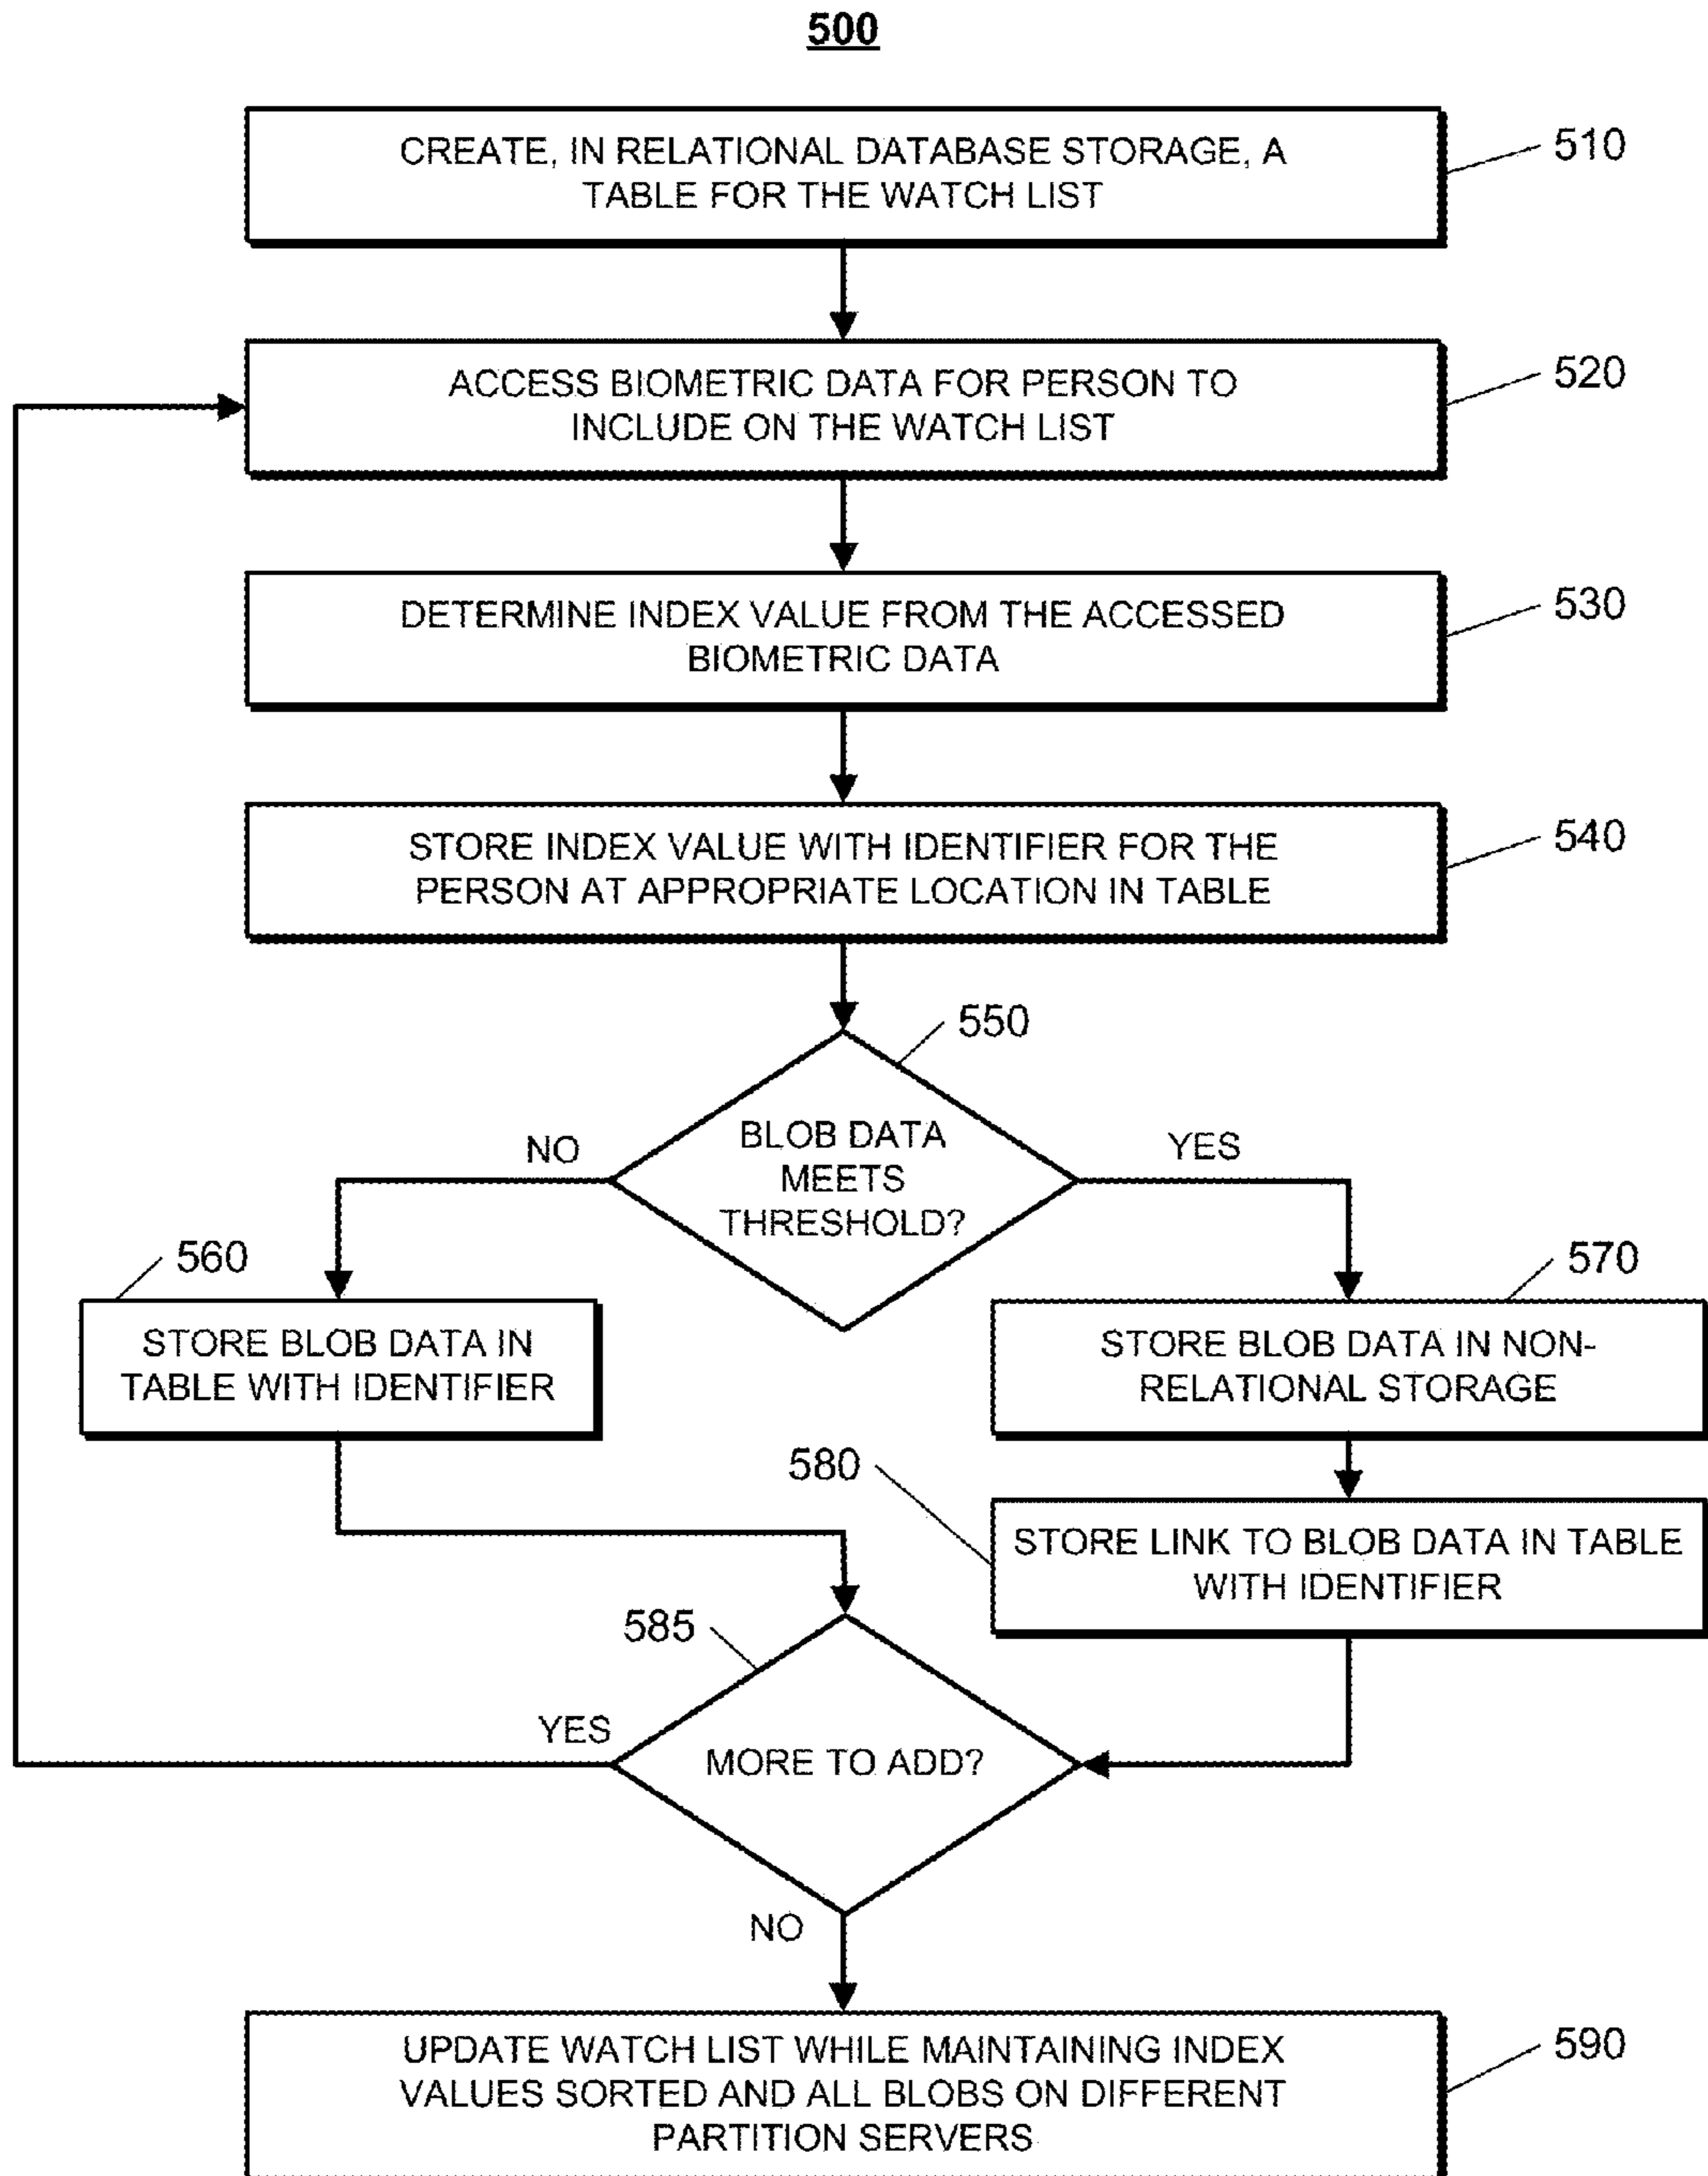 500
CREATE, IN RELATIONAL DATABASE STORAGE, A
TABLE FOR THE WATCH LIST
510
ACCESS BIOMETRIC DATA FOR PERSON TO
INCLUDE ON THE WATCH LIST
520
DETERMINE INDEX VALUE FROM THE ACCESSED
BIOMETRIC DATA
530
STORE INDEX VALUE WITH IDENTIFIER FOR THE
PERSON AT APPROPRIATE LOCATION IN TABLE
540
550
BLOB DATA
MEETS
THRESHOLD?
NO
YES
560
STORE BLOB DATA IN
TABLE WITH IDENTIFIER
570
STORE BLOB DATA IN NON-
RELATIONAL STORAGE
580
STORE LINK TO BLOB DATA IN TABLE
WITH IDENTIFIER
585
YES
MORE TO ADD?
NO
UPDATE WATCH LIST WHILE MAINTAINING INDEX
VALUES SORTED AND ALL BLOBS ON DIFFERENT
PARTITION SERVERS
590